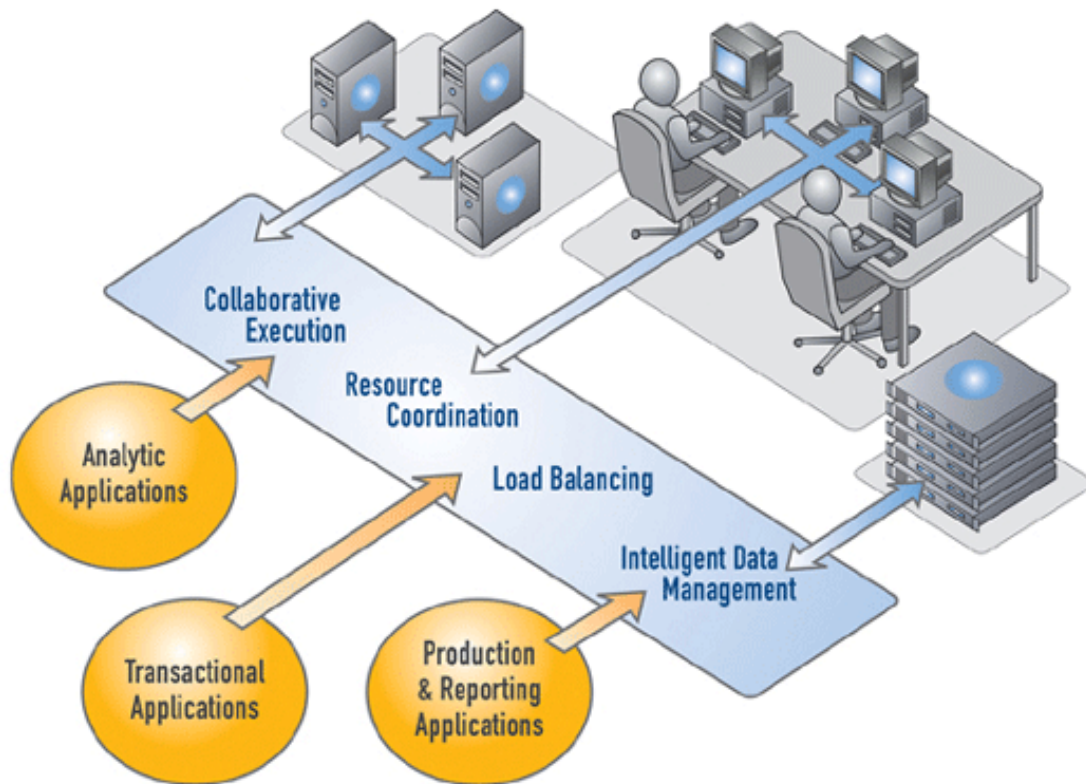 Collaborative
Execution
Resource
Coordination
Load Balancing
Intelligent Data
Management
Analytic
Applications
Transactional
Applications
Production
& Reporting
Applications